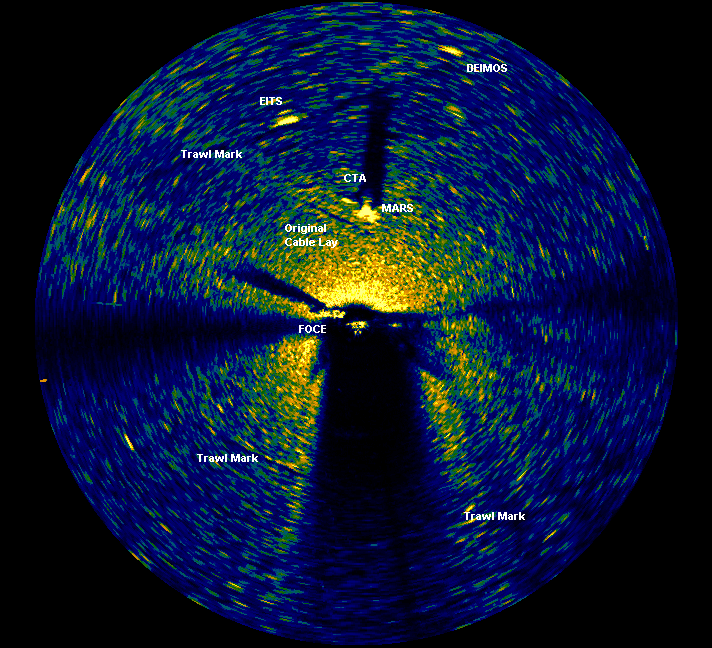 DEIMOS
EITS
Trawl Mark
CTA
MARS
Original
Cable Lay
FOCE
Trawl Mark
Trawl Mark